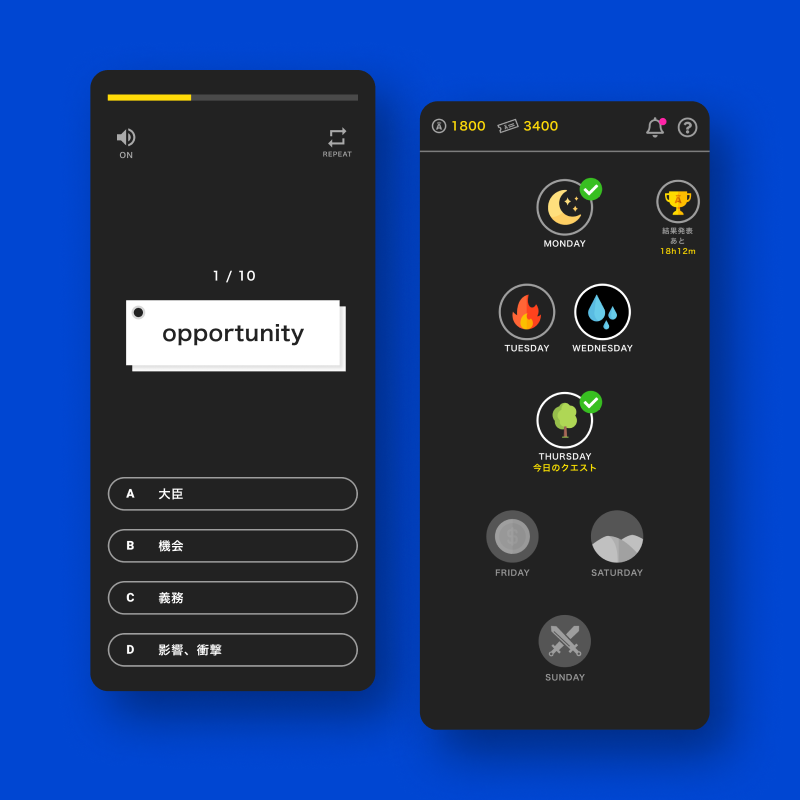 ON
REPEAT
1 / 10
opportunity
A 大臣
B 機会
C 義務
D 影響、衝撃
1800 3400
?
MONDAY
結果発表
あと
18h12m
TUESDAY WEDNESDAY
THURSDAY
今日のクエスト
FRIDAY SATURDAY
SUNDAY